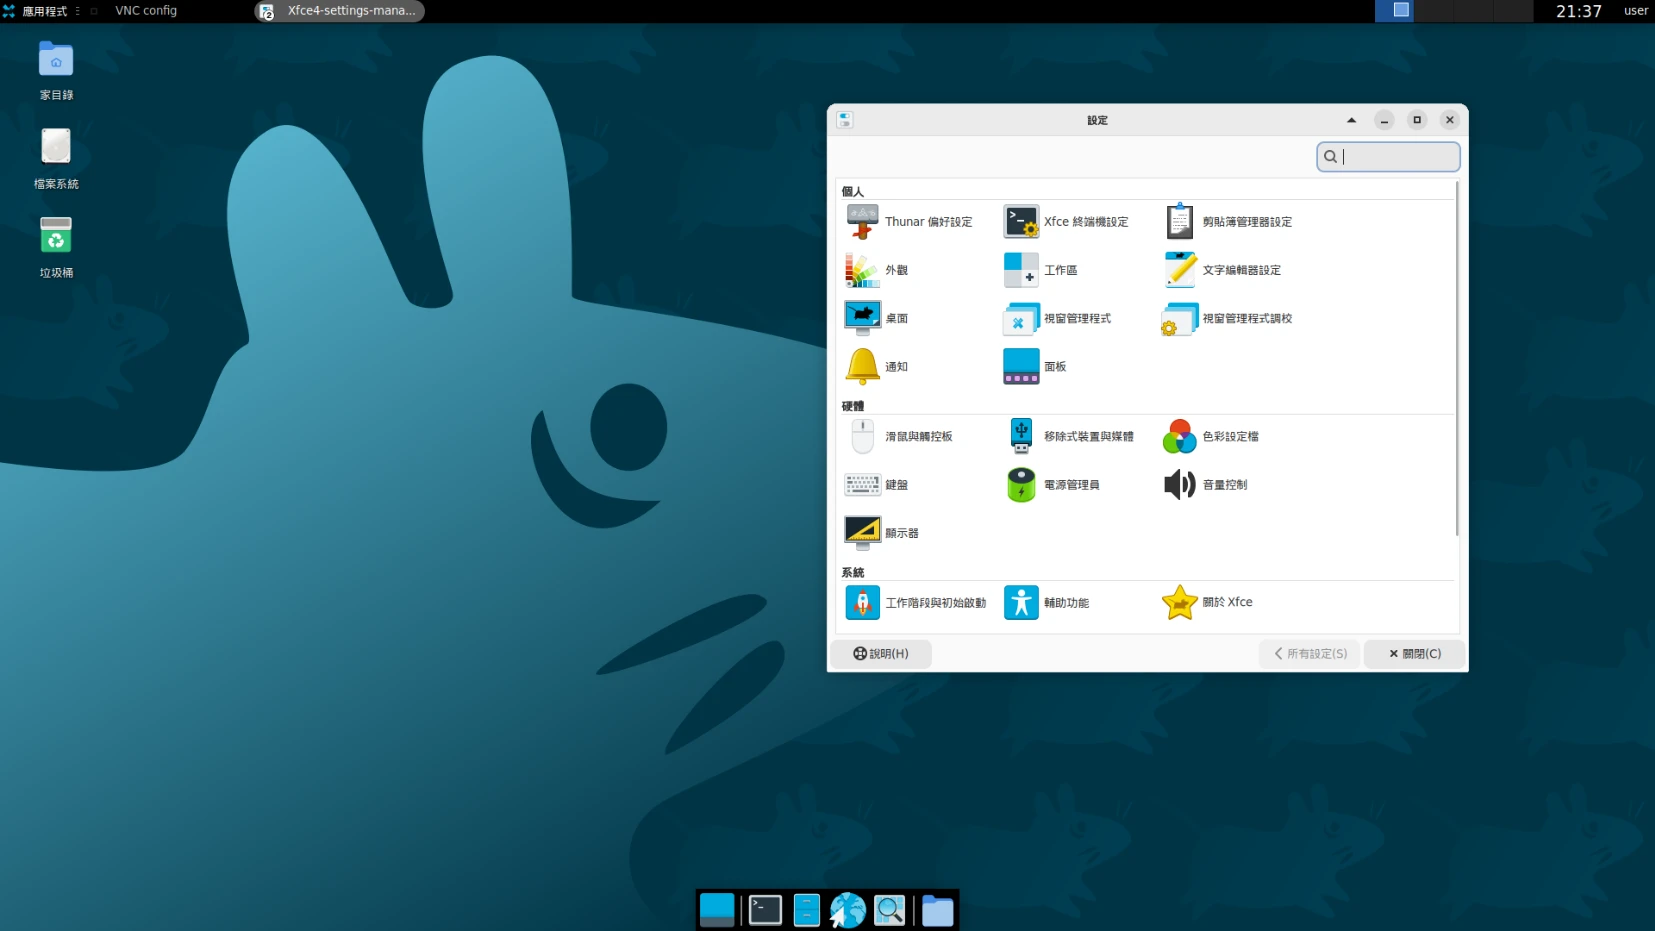 應用程式
VNC config
Xfce4-settings-mana...
21:37
user
家目錄
檔案系統
垃圾桶
設定
個人
Thunar 偏好設定
Xfce 終端機設定
剪貼簿管理器設定
外觀
工作區
文字編輯器設定
桌面
視窗管理程式
視窗管理程式調校
通知
面板
硬體
滑鼠與觸控板
移除式裝置與媒體
色彩設定檔
鍵盤
電源管理員
音量控制
顯示器
系統
工作階段與初始啟動
輔助功能
關於 Xfce
說明(H)
所有設定(S)
關閉(C)